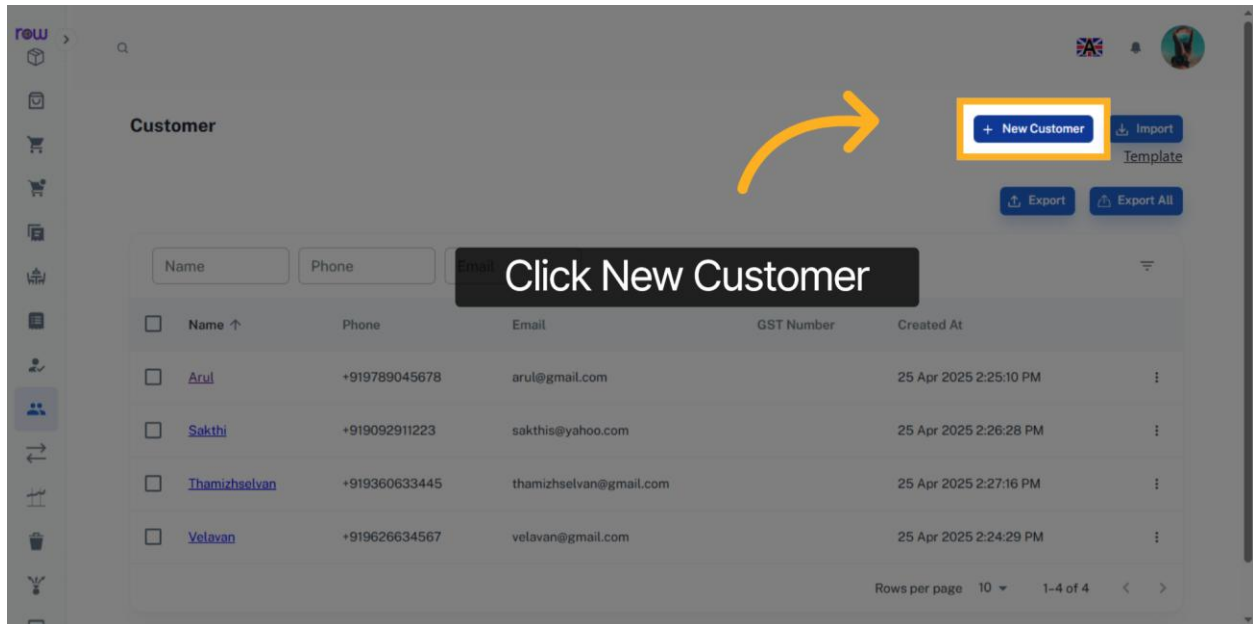 row
A
Customer
+ New Customer
Import
Template
Export
Export All
Name
Phone
Email
Click New Customer
Name ↑ Phone Email GST Number Created At
Arul +919789045678 arul@gmail.com 25 Apr 2025 2:25:10 PM
Sakthi +919092911223 sakthis@yahoo.com 25 Apr 2025 2:26:28 PM
Thamizhselvan +919360633445 thamizhselvan@gmail.com 25 Apr 2025 2:27:16 PM
Velavan +919626634567 velavan@gmail.com 25 Apr 2025 2:24:29 PM
Rows per page 10 1–4 of 4